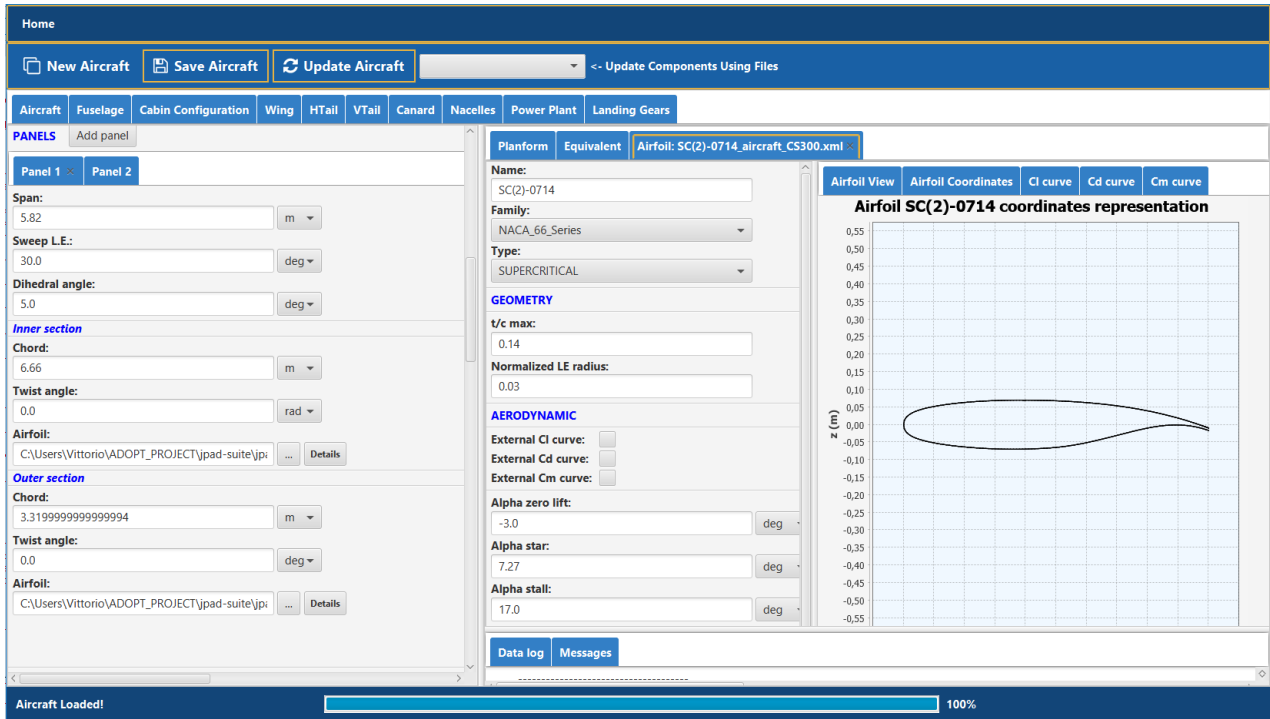 Home
New Aircraft
Save Aircraft
Update Aircraft
<- Update Components Using Files
Aircraft
Fuselage
Cabin Configuration
Wing
HTail
VTail
Canard
Nacelles
Power Plant
Landing Gears
PANELS
Add panel
Panel 1 ×
Panel 2
Span:
5.82
m
Sweep L.E.:
30.0
deg
Dihedral angle:
5.0
deg
Inner section
Chord:
6.66
m
Twist angle:
0.0
rad
Airfoil:
C:\Users\Vittorio\ADOPT_PROJECT\jpad-suite\jpa
...
Details
Outer section
Chord:
3.3199999999999994
m
Twist angle:
0.0
deg
Airfoil:
C:\Users\Vittorio\ADOPT_PROJECT\jpad-suite\jpa
...
Details
Planform
Equivalent
Airfoil: SC(2)-0714_aircraft_CS300.xml ×
Name:
SC(2)-0714
Family:
NACA_66_Series
Type:
SUPERCRITICAL
GEOMETRY
t/c max:
0.14
Normalized LE radius:
0.03
AERODYNAMIC
External Cl curve:
External Cd curve:
External Cm curve:
Alpha zero lift:
-3.0
deg
Alpha star:
7.27
deg
Alpha stall:
17.0
deg
Airfoil View
Airfoil Coordinates
Cl curve
Cd curve
Cm curve
Airfoil SC(2)-0714 coordinates representation
0,55
0,50
0,45
0,40
0,35
0,30
0,25
0,20
0,15
0,10
0,05
0,00
-0,05
-0,10
-0,15
-0,20
-0,25
-0,30
-0,35
-0,40
-0,45
-0,50
-0,55
z (m)
Data log
Messages
------------------------------------
Aircraft Loaded!
100%